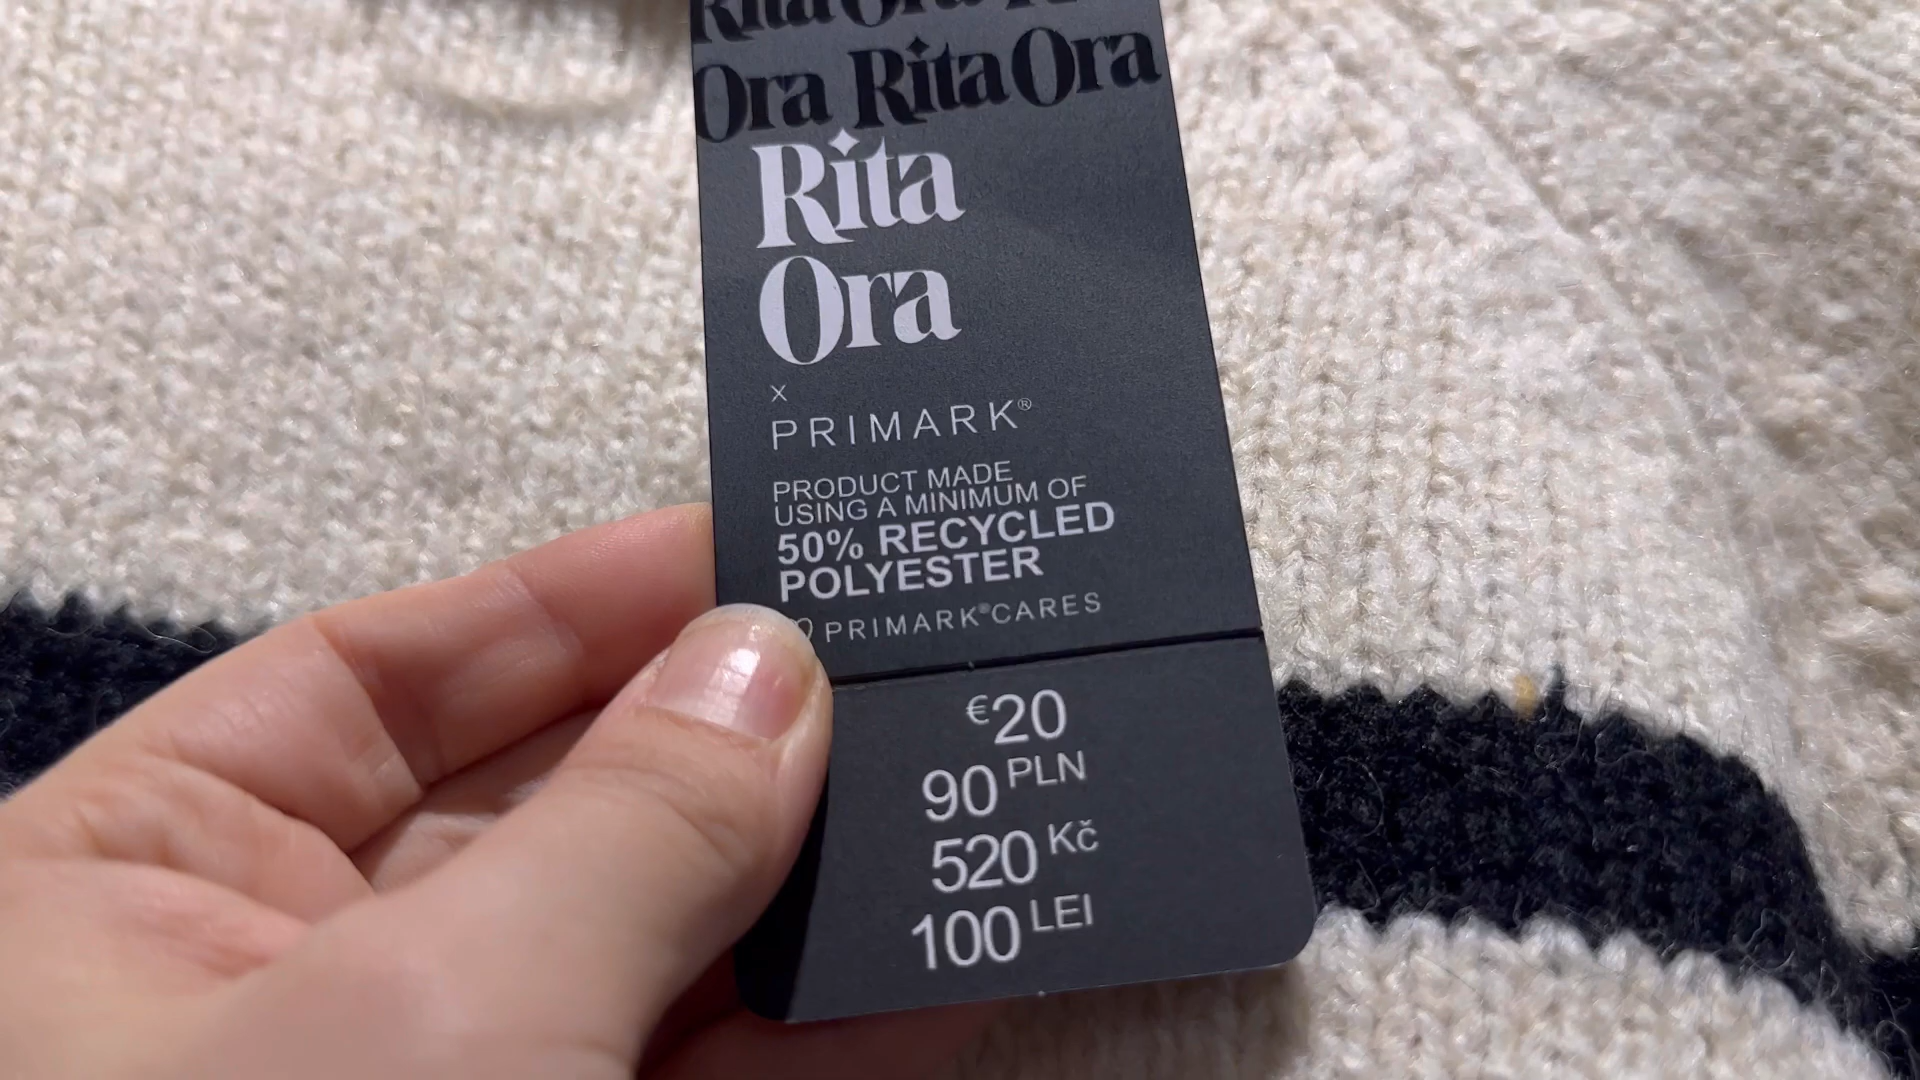 Rita Ora
Ora Rita Ora
Rita
Ora
x
PRIMARK®
PRODUCT MADE
USING A MINIMUM OF
50% RECYCLED
POLYESTER
PRIMARK®CARES
€20
90 PLN
520 Kč
100 LEI